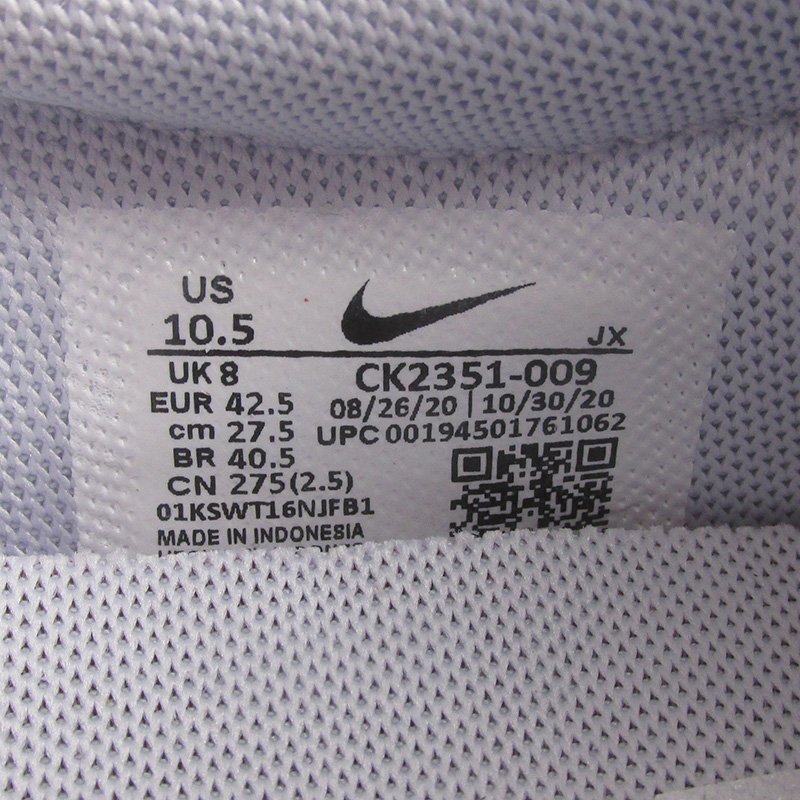 US
10.5
JX
UK 8
CK2351-009
EUR 42.5
08/26/20 | 10/30/20
cm 27.5
UPC 00194501761062
BR 40.5
CN 275(2.5)
01KSWT16NJFB1
MADE IN INDONESIA